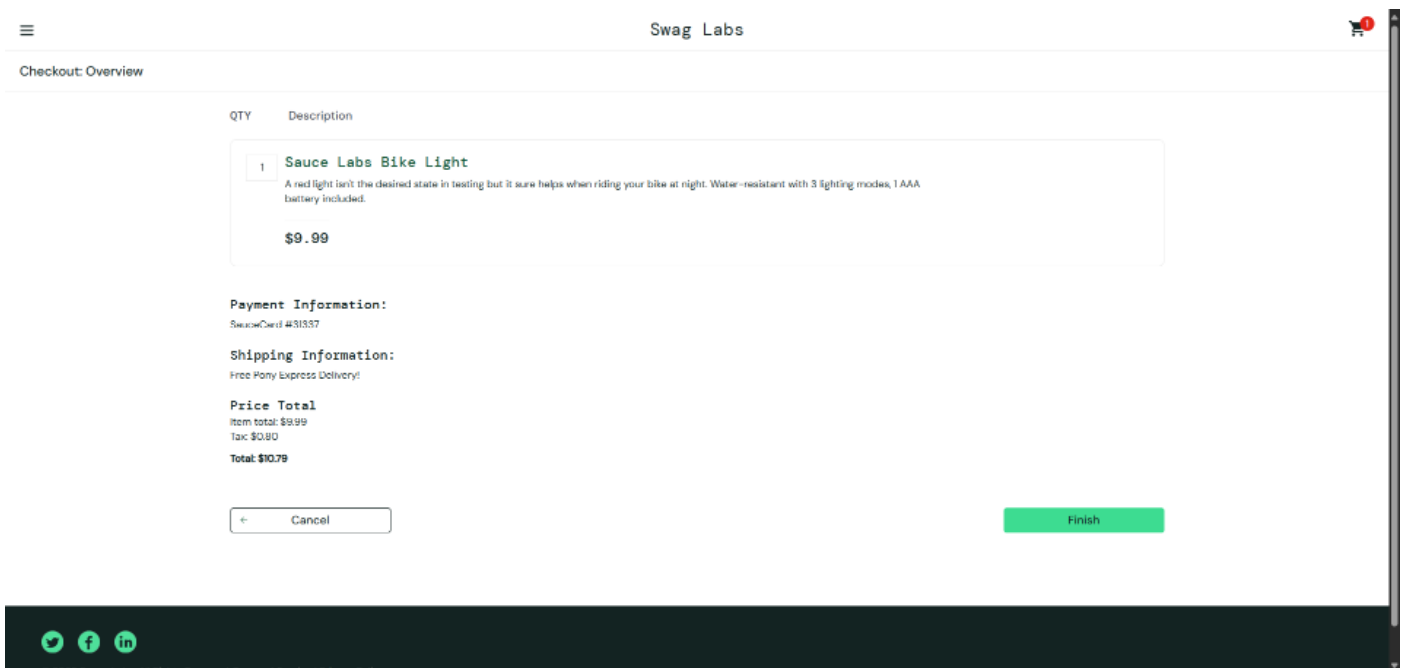 Swag Labs
1
Checkout: Overview
QTY Description
1
Sauce Labs Bike Light
A red light isn't the desired state in testing but it sure helps when riding your bike at night. Water-resistant with 3 lighting modes, 1 AAA
battery included.
$9.99
Payment Information:
SauceCard #31337
Shipping Information:
Free Pony Express Delivery!
Price Total
Item total: $9.99
Tax: $0.80
Total: $10.79
Cancel
Finish